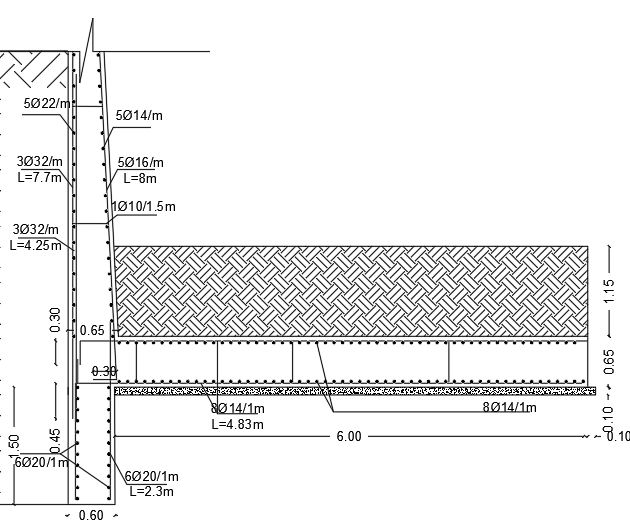 5Ø22/m
5Ø14/m
3Ø32/m
L=7.7m
5Ø16/m
L=8m
1Ø10/1.5m
3Ø32/m
L=4.25m
1.15
0.30
0.65
0.65
0.30
8Ø14/1m
L=4.83m
8Ø14/1m
0.10
6.00
0.10
0.45
1.50
6Ø20/1m
6Ø20/1m
L=2.3m
0.60